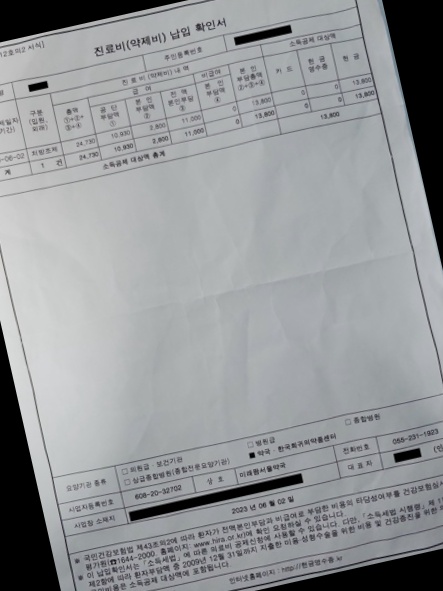 12호의2 서식)
진료비(약제비) 납입 확인서
주민등록번호
진 료 비 (약제비) 내 역
소득공제 대상액
구분
(입원,
외래)
총액
①+②+
③+④
급 여
비급여
본 인
부담총액
(②+③+④)
카 드
현 금
영수증
현 금
공 단
부담액
①
본 인
부담액
②
전 액
본인부담
③
본 인
부담액
④
-06-02 처방조제 24,730 10,930 2,800 11,000 0 13,800 0 0 13,800
계 1 건 24,730 10,930 2,800 11,000 0 13,800 0 0 13,800
소득공제 대상액 총계 13,800
요양기관 종류
□ 의원급 · 보건기관 □ 병원급 □ 종합병원
□ 상급종합병원(종합전문요양기관) ■ 약국 · 한국희귀의약품센터
사업자등록번호 608-20-32702 상 호 미래원서울약국 전화번호 055-231-1923
사업장 소재지 대 표 자 (인
2023 년 06 월 02 일
※ 국민건강보험법 제43조의2에 따라 환자가 전액본인부담과 비급여로 부담한 비용의 타당성여부를 건강보험심사
평가원(☎1644-2000, 홈페이지: www.hira.or.kr)에 확인 요청하실 수 있습니다.
※ 이 납입확인서는 「소득세법」에 따른 의료비 공제신청에 사용할 수 있습니다. 다만, 「소득세법 시행령」 제1
제2항에 따라 환자부담액 중 2009년 12월 31일까지 지출한 미용·성형수술을 위한 비용 및 건강증진을 위한
비용은 소득공제 대상액에 포함됩니다.
인터넷홈페이지 : http://현금영수증.kr